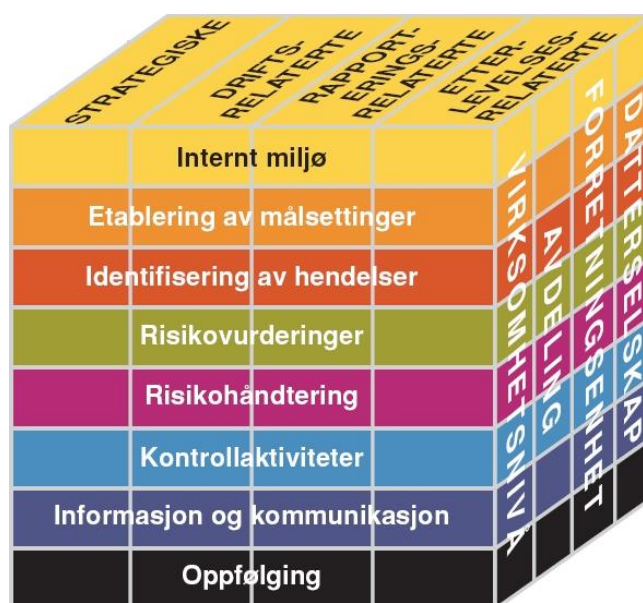 STRATEGISKE
DRIFTS-
RELATERTE
RAPPORT-
ERINGS-
RELATERTE
ETTER-
LEVELSES-
RELATERTE
Internt miljø
Etablering av målsettinger
Identifisering av hendelser
Risikovurderinger
Risikohåndtering
Kontrollaktiviteter
Informasjon og kommunikasjon
Oppfølging
VIRKSOMHETSNIVÅ
AVDELING
FORRETNINGSENHET
DATTERSELSKAP